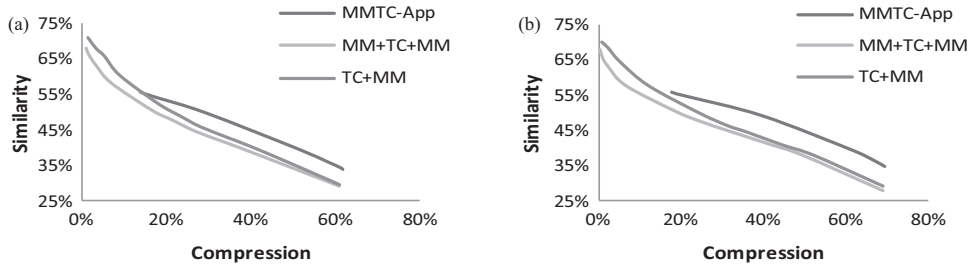 (a)
75%
65%
55%
45%
35%
25%
Similarity
0%
20%
40%
60%
80%
Compression
MMTC-App
MM+TC+MM
TC+MM
(b)
75%
65%
55%
45%
35%
25%
Similarity
0%
20%
40%
60%
80%
Compression
MMTC-App
MM+TC+MM
TC+MM